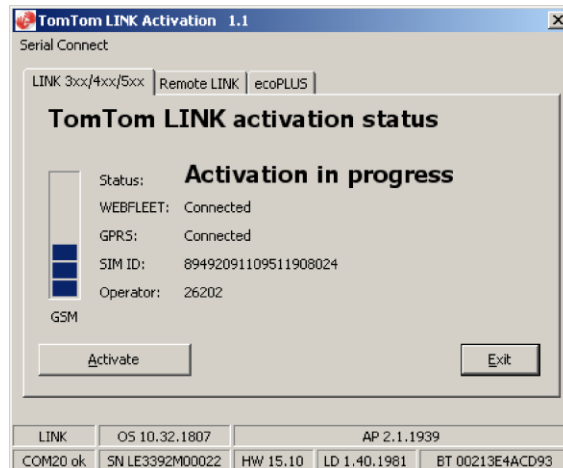 TomTom LINK Activation 1.1
Serial Connect
LINK 3xx/4xx/5xx Remote LINK ecoPLUS
TomTom LINK activation status
Status: Activation in progress
WEBFLEET: Connected
GPRS: Connected
SIM ID: 89492091109511908024
Operator: 26202
GSM
Activate Exit
LINK OS 10.32.1807 AP 2.1.1939
COM20 ok SN LE3392M00022 HW 15.10 LD 1.40.1981 BT 00213E4ACD93